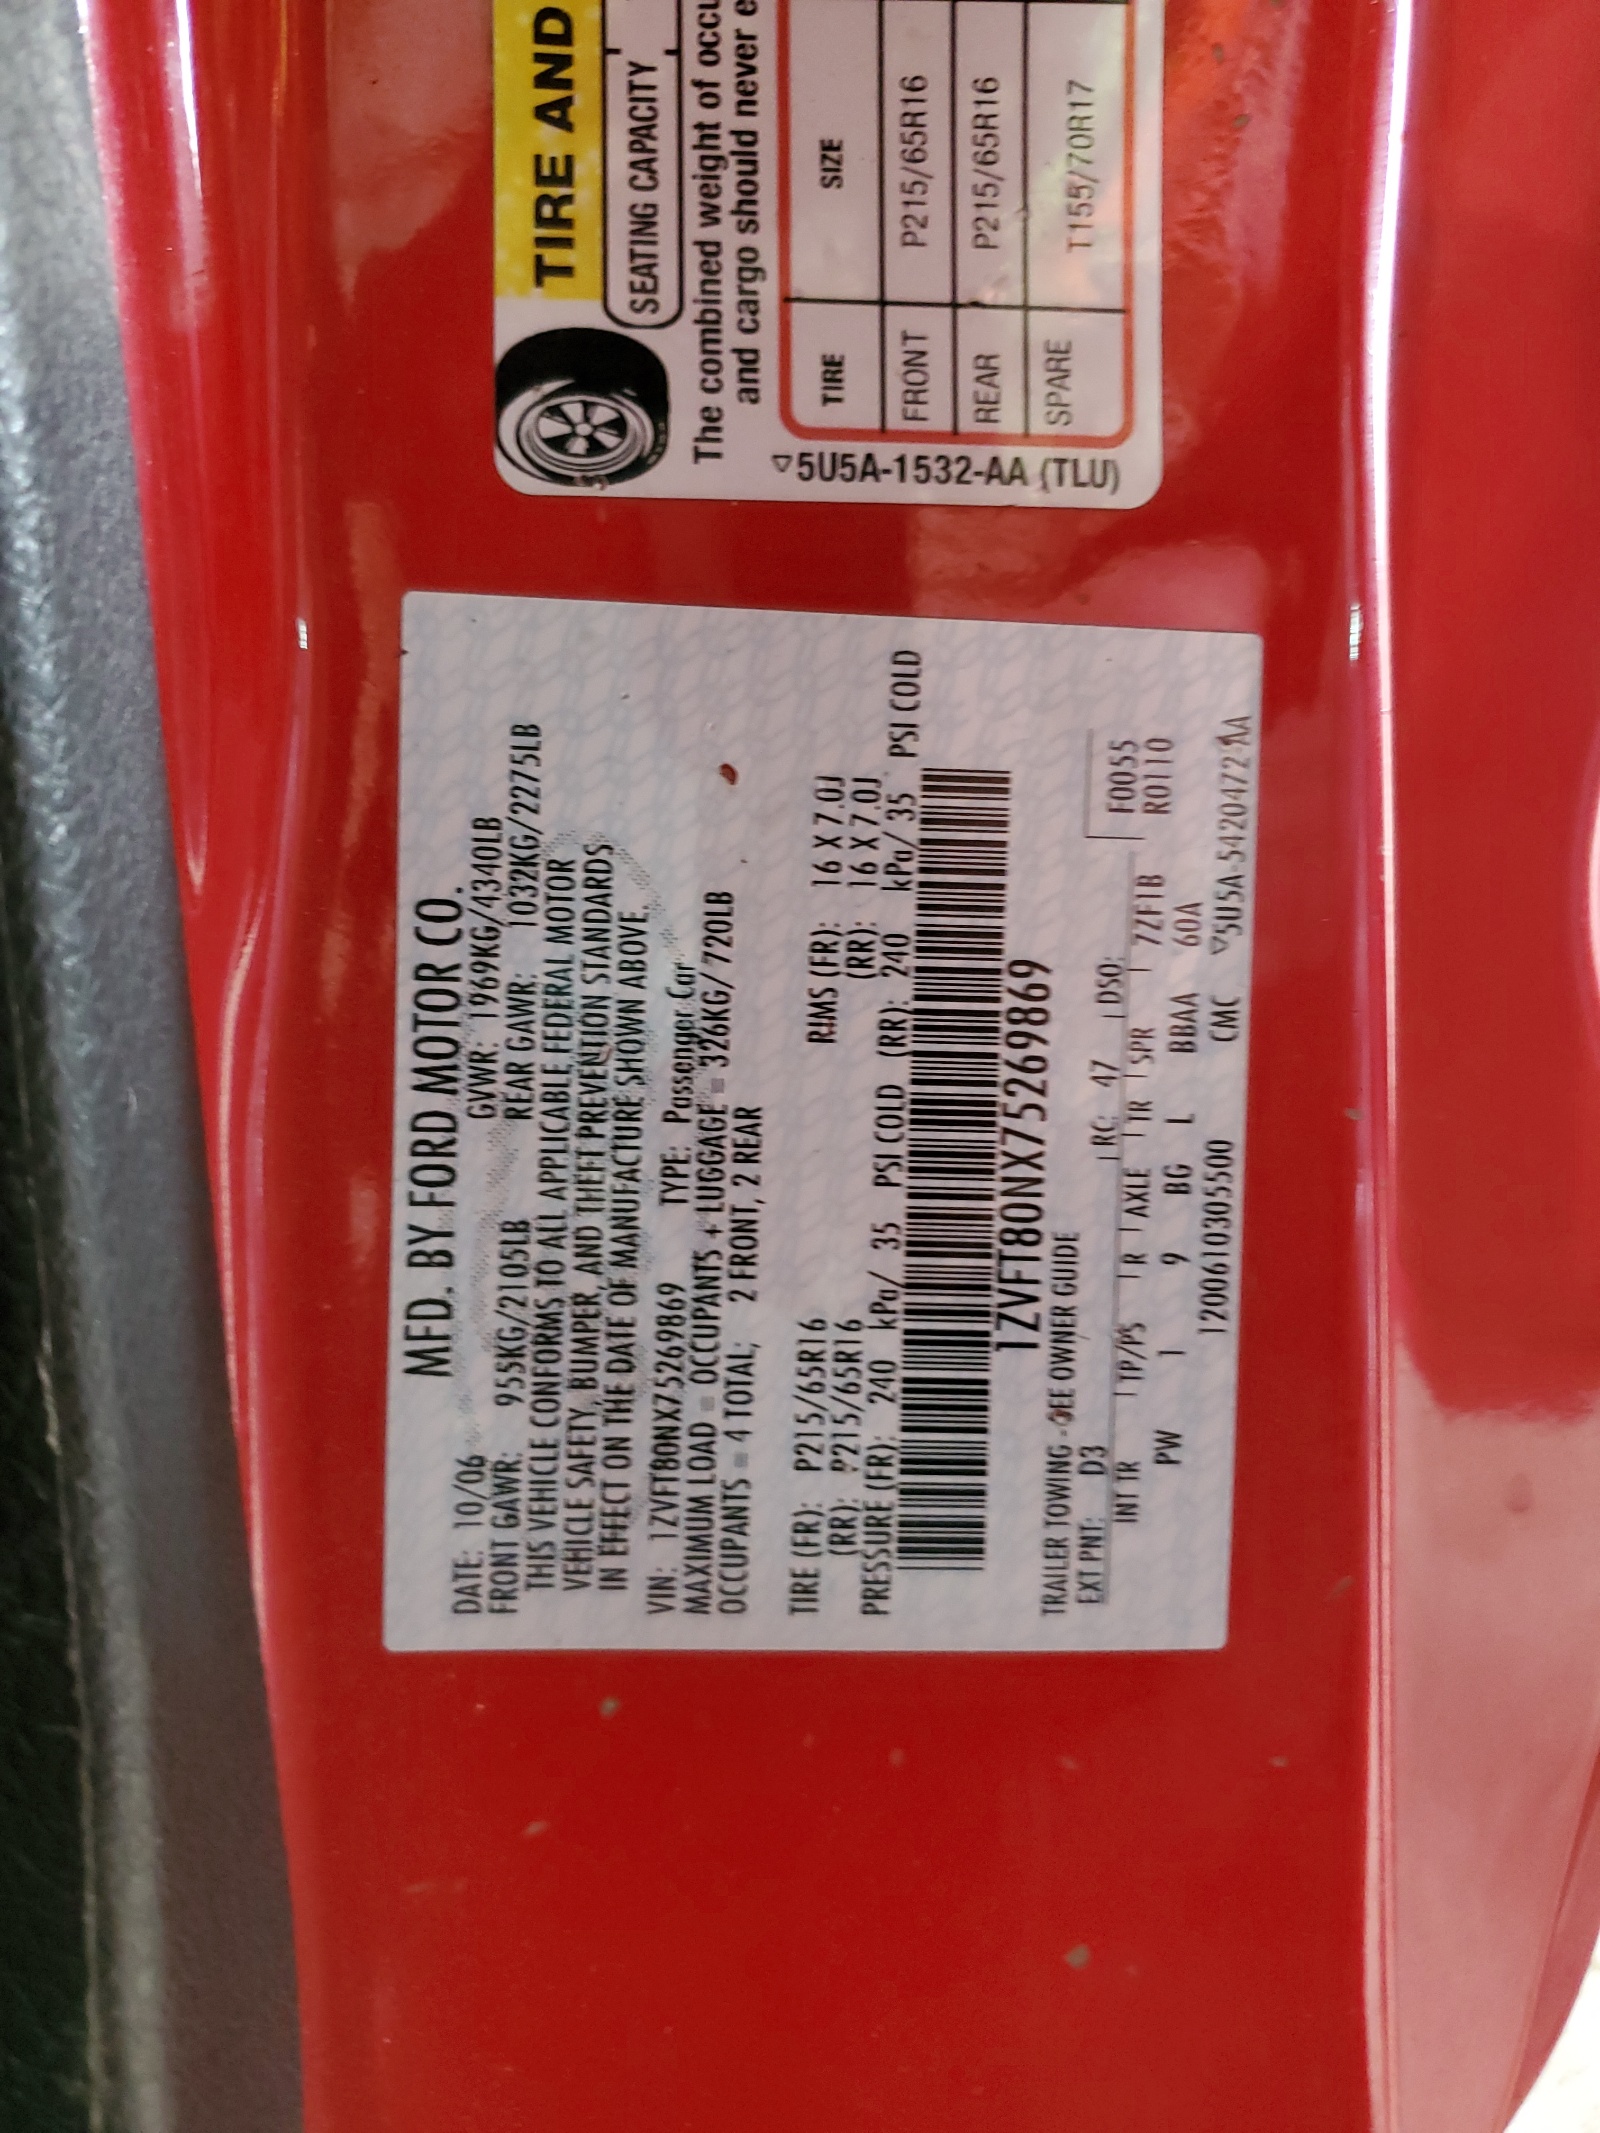 MFD. BY FORD MOTOR CO.
DATE: 10/06 GVWR: 1969KG/4340LB
FRONT GAWR: 955KG/2105LB REAR GAWR: 1032KG/2275LB
THIS VEHICLE CONFORMS TO ALL APPLICABLE FEDERAL MOTOR
VEHICLE SAFETY, BUMPER, AND THEFT PREVENTION STANDARDS
IN EFFECT ON THE DATE OF MANUFACTURE SHOWN ABOVE.
VIN: 1ZVFT80NX75269869 TYPE: Passenger Car
MAXIMUM LOAD = OCCUPANTS + LUGGAGE = 326KG/720LB
OCCUPANTS = 4 TOTAL; 2 FRONT, 2 REAR
TIRE (FR): P215/65R16 RIMS (FR): 16 X 7.0J
(RR): P215/65R16 (RR): 16 X 7.0J
PRESSURE (FR): 240 kPa/ 35 PSI COLD (RR): 240 kPa/ 35 PSI COLD
1ZVFT80NX75269869
TRAILER TOWING - SEE OWNER GUIDE
EXT PNT: D3 RC: 47 DSO:
INT TR TP/PS R AXLE TR SPR 7ZF1B
PW 1 9 BG L BBAA 60A
F0055
R0110
1200610305500 CMC ▽5U5A-5420472-AA
TIRE AND
SEATING CAPACITY
The combined weight of occu
and cargo should never e
TIRE SIZE
FRONT P215/65R16
REAR P215/65R16
SPARE T155/70R17
▽5U5A-1532-AA (TLU)